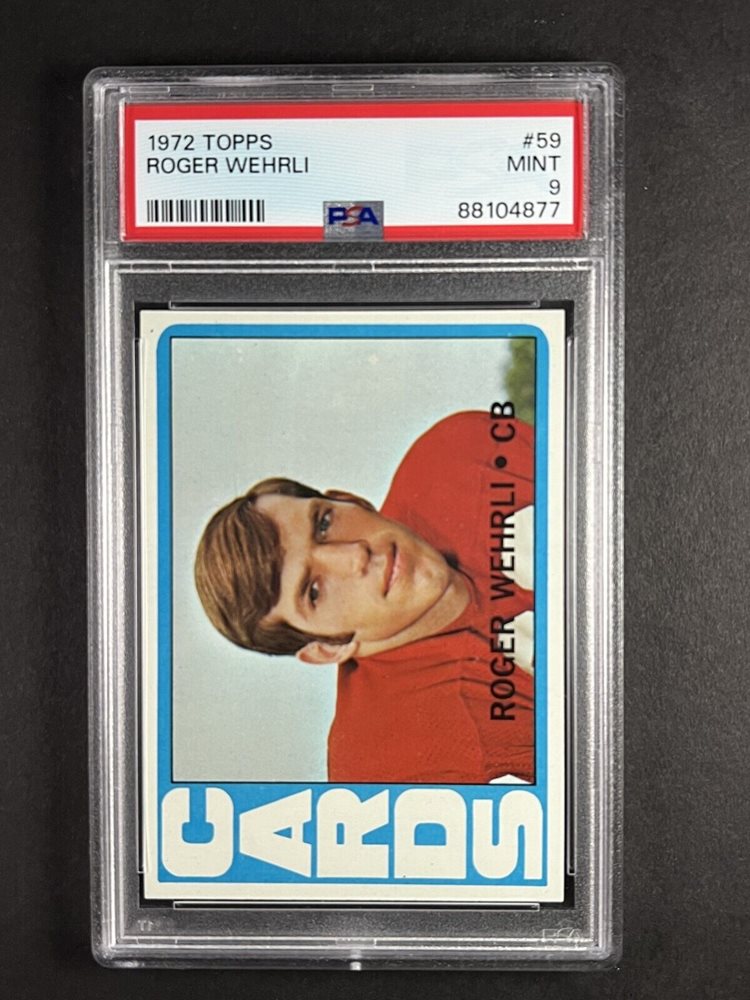 1972 TOPPS #59
ROGER WEHRLI MINT
9
PSA 88104877
ROGER WEHRLI • CB
CARDS